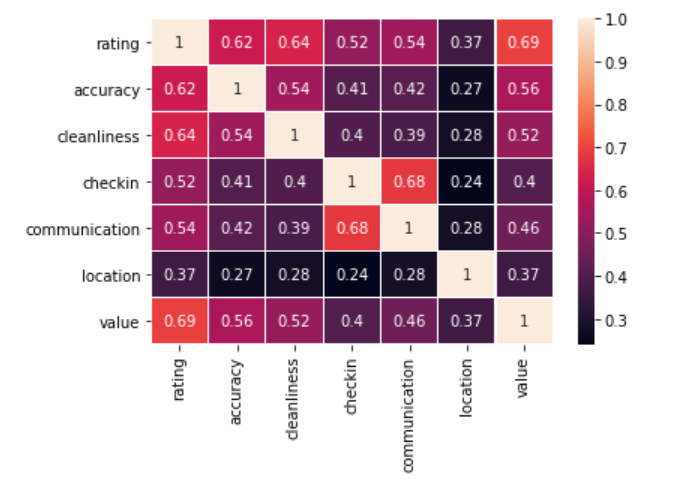 rating 1 0.62 0.64 0.52 0.54 0.37 0.69
accuracy 0.62 1 0.54 0.41 0.42 0.27 0.56
cleanliness 0.64 0.54 1 0.4 0.39 0.28 0.52
checkin 0.52 0.41 0.4 1 0.68 0.24 0.4
communication 0.54 0.42 0.39 0.68 1 0.28 0.46
location 0.37 0.27 0.28 0.24 0.28 1 0.37
value 0.69 0.56 0.52 0.4 0.46 0.37 1
rating
accuracy
cleanliness
checkin
communication
location
value
1.0
0.9
0.8
0.7
0.6
0.5
0.4
0.3